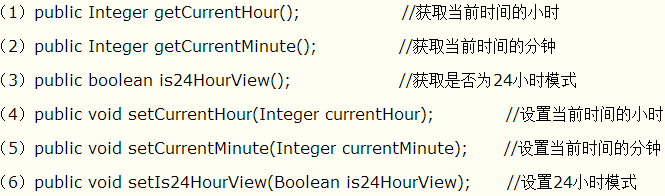 （1）public Integer getCurrentHour(); //获取当前时间的小时
（2）public Integer getCurrentMinute(); //获取当前时间的分钟
（3）public boolean is24HourView(); //获取是否为24小时模式
（4）public void setCurrentHour(Integer currentHour); //设置当前时间的小时
（5）public void setCurrentMinute(Integer currentMinute); //设置当前时间的分钟
（6）public void setIs24HourView(Boolean is24HourView); //设置24小时模式